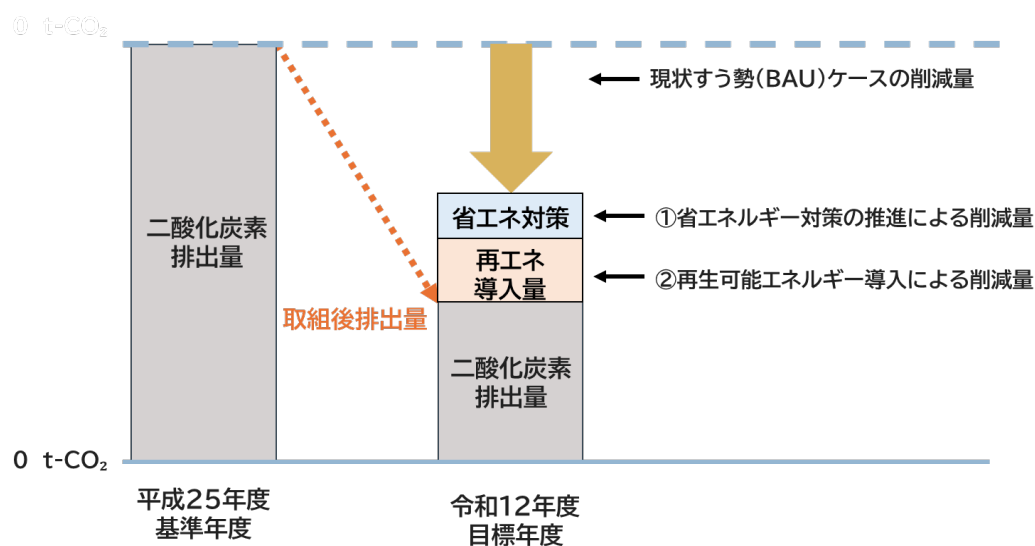 0 t-CO₂
現状すう勢(BAU)ケースの削減量
省エネ対策
①省エネルギー対策の推進による削減量
二酸化炭素
排出量
再エネ
導入量
②再生可能エネルギー導入による削減量
取組後排出量
二酸化炭素
排出量
0 t-CO₂
平成25年度
基準年度
令和12年度
目標年度